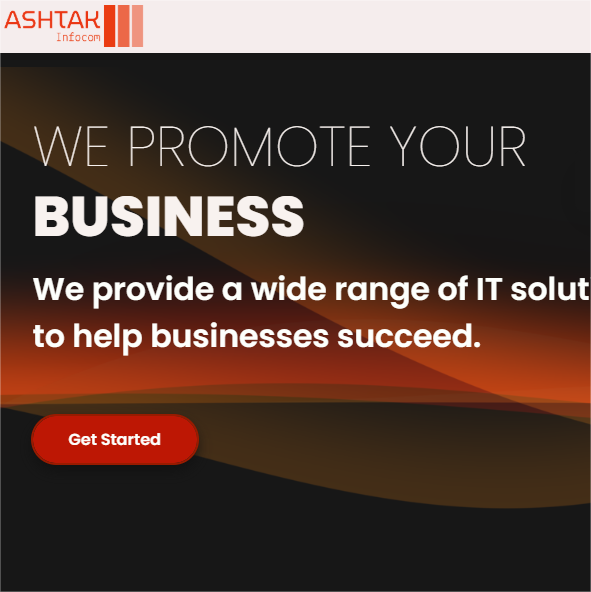 ASHTAK
Infocom
WE PROMOTE YOUR
BUSINESS
We provide a wide range of IT solut
to help businesses succeed.
Get Started